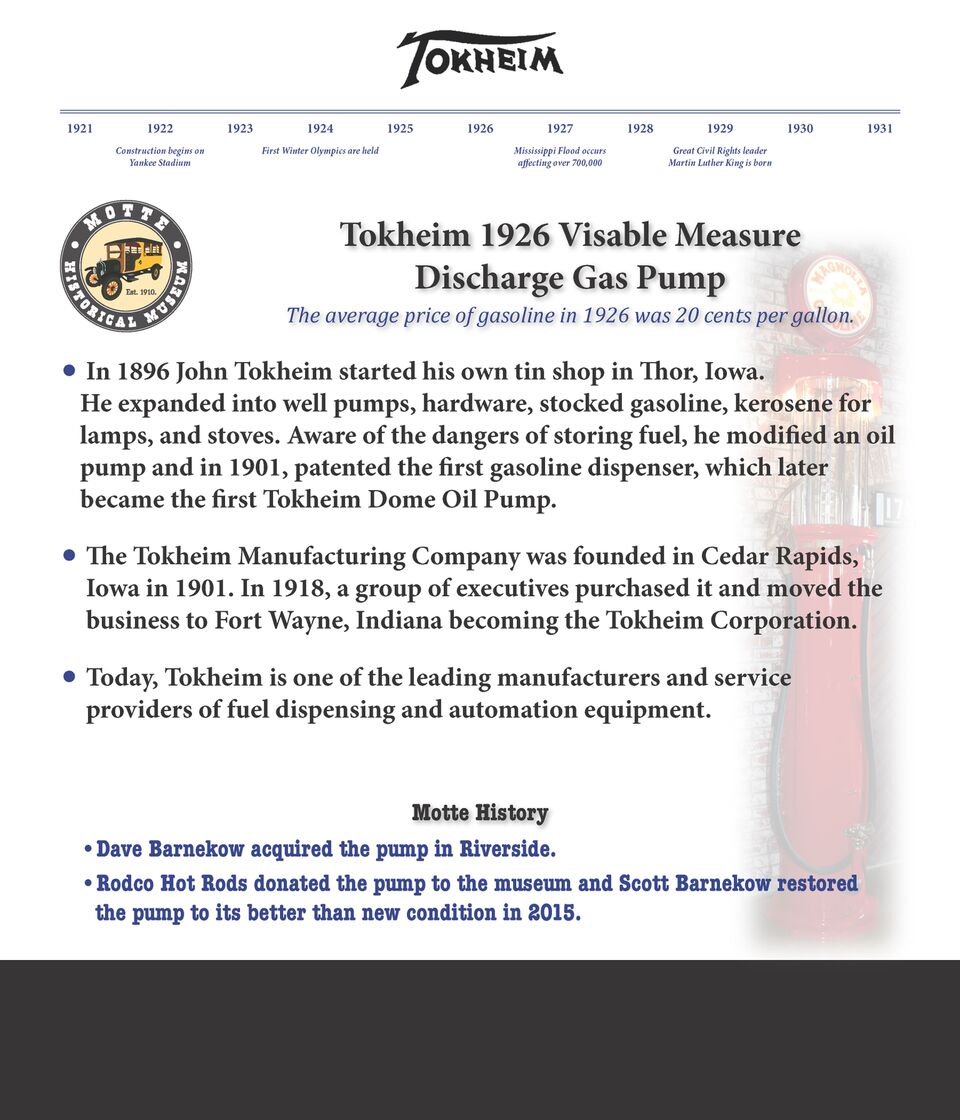 TOKHEIM
1921 1922 1923 1924 1925 1926 1927 1928 1929 1930 1931
Construction begins on
Yankee Stadium
First Winter Olympics are held
Mississippi Flood occurs
affecting over 700,000
Great Civil Rights leader
Martin Luther King is born
MOTTE
HISTORICAL MUSEUM
Est. 1910.
Tokheim 1926 Visable Measure
Discharge Gas Pump
The average price of gasoline in 1926 was 20 cents per gallon.
MAGNOLIA
GASOLINE
• In 1896 John Tokheim started his own tin shop in Thor, Iowa.
He expanded into well pumps, hardware, stocked gasoline, kerosene for
lamps, and stoves. Aware of the dangers of storing fuel, he modified an oil
pump and in 1901, patented the first gasoline dispenser, which later
became the first Tokheim Dome Oil Pump.
17
• The Tokheim Manufacturing Company was founded in Cedar Rapids,
Iowa in 1901. In 1918, a group of executives purchased it and moved the
business to Fort Wayne, Indiana becoming the Tokheim Corporation.
• Today, Tokheim is one of the leading manufacturers and service
providers of fuel dispensing and automation equipment.
Motte History
• Dave Barnekow acquired the pump in Riverside.
• Rodco Hot Rods donated the pump to the museum and Scott Barnekow restored
the pump to its better than new condition in 2015.